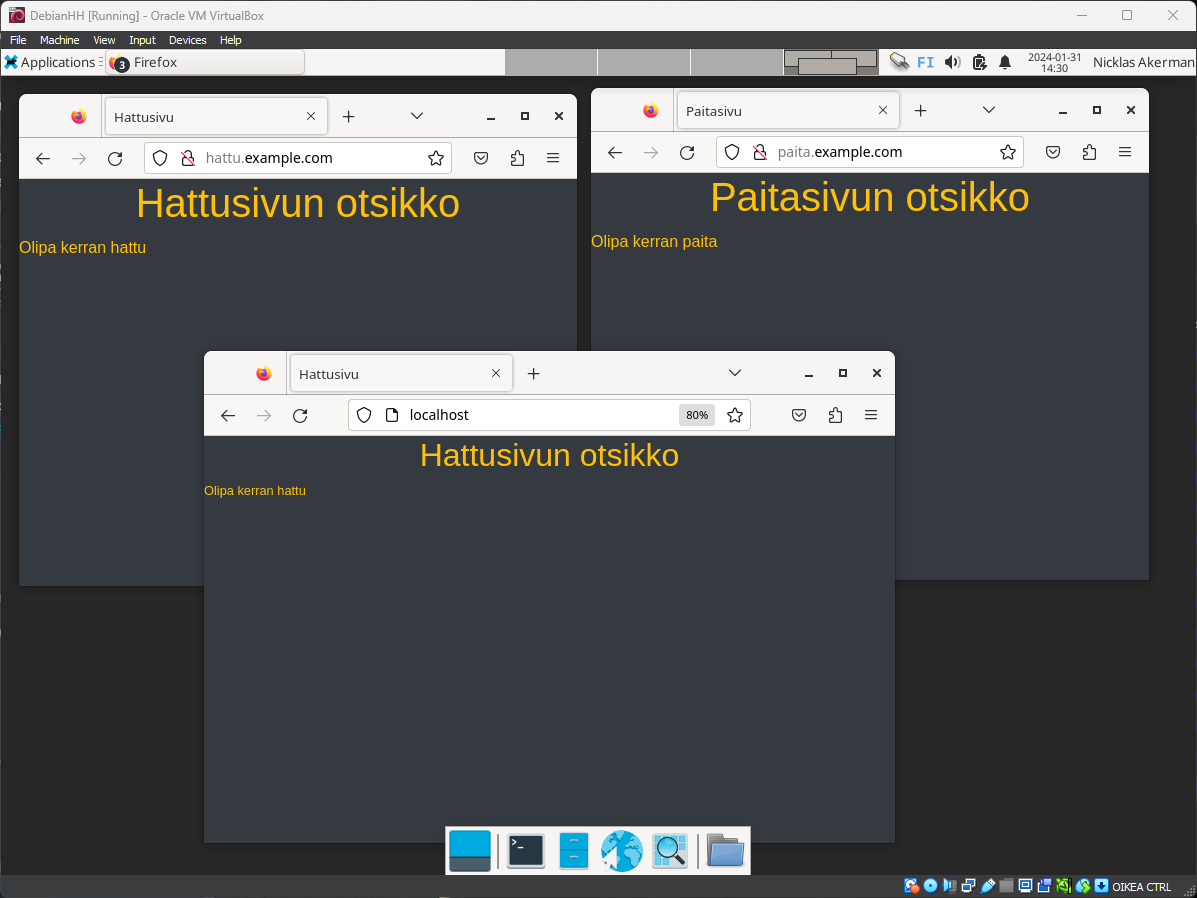 DebianHH [Running] - Oracle VM VirtualBox
File Machine View Input Devices Help
Applications 3 Firefox FI 2024-01-31 14:30 Nicklas Akerman
Hattusivu
hattu.example.com
Hattusivun otsikko
Olipa kerran hattu
Paitasivu
paita.example.com
Paitasivun otsikko
Olipa kerran paita
Hattusivu
localhost 80%
Hattusivun otsikko
Olipa kerran hattu
>_
OIKEA CTRL